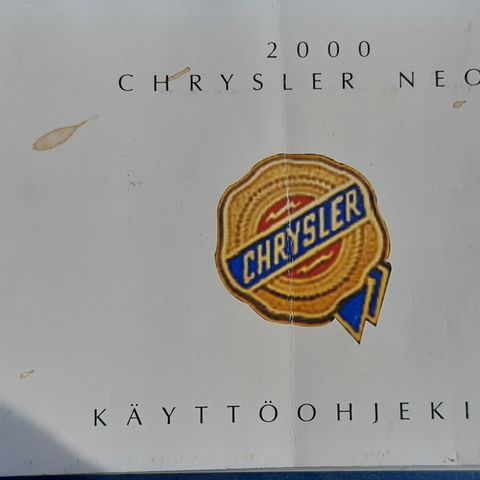 2000
CHRYSLER NEO
CHRYSLER
KÄYTTÖOHJEKI